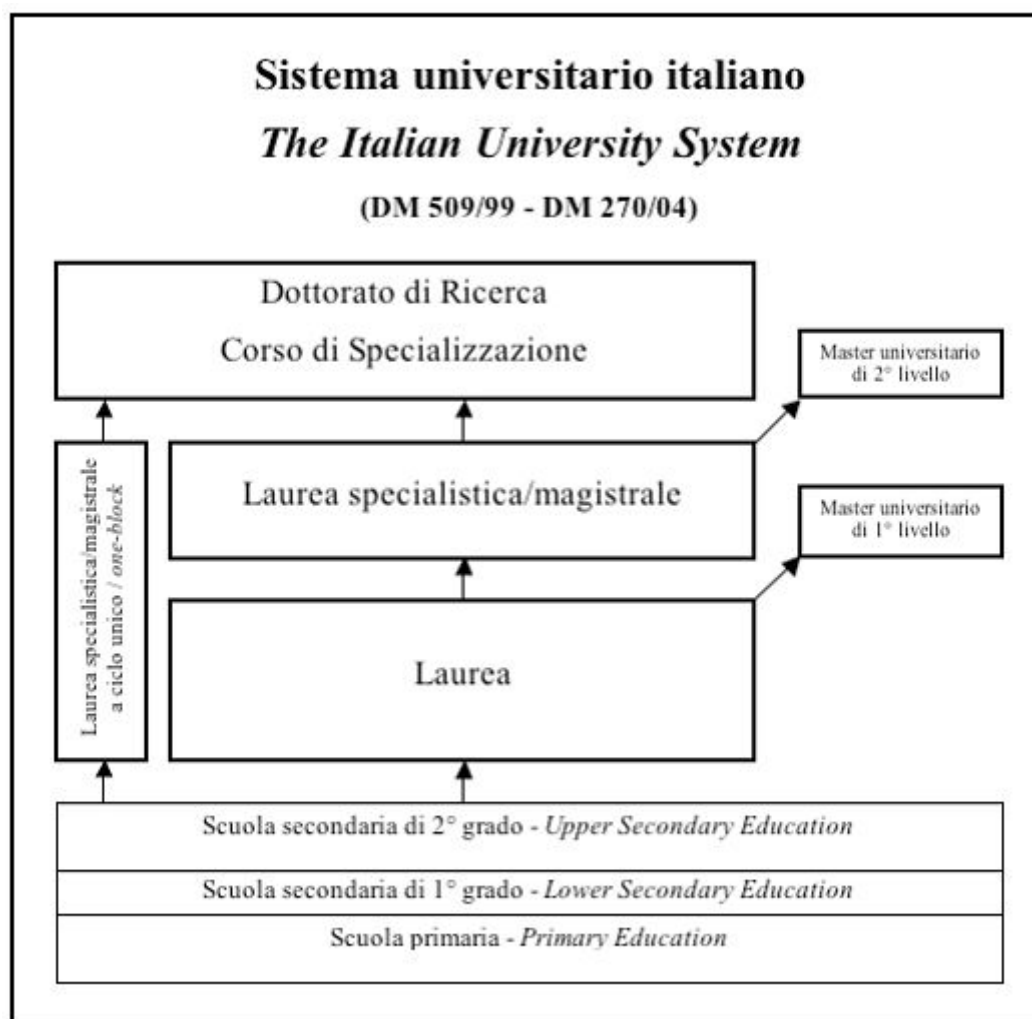 Sistema universitario italiano
The Italian University System
(DM 509/99 - DM 270/04)
Dottorato di Ricerca
Corso di Specializzazione
Master universitario
di 2° livello
Laurea specialistica/magistrale
a ciclo unico / one-block
Laurea specialistica/magistrale
Master universitario
di 1° livello
Laurea
Scuola secondaria di 2° grado - Upper Secondary Education
Scuola secondaria di 1° grado - Lower Secondary Education
Scuola primaria - Primary Education